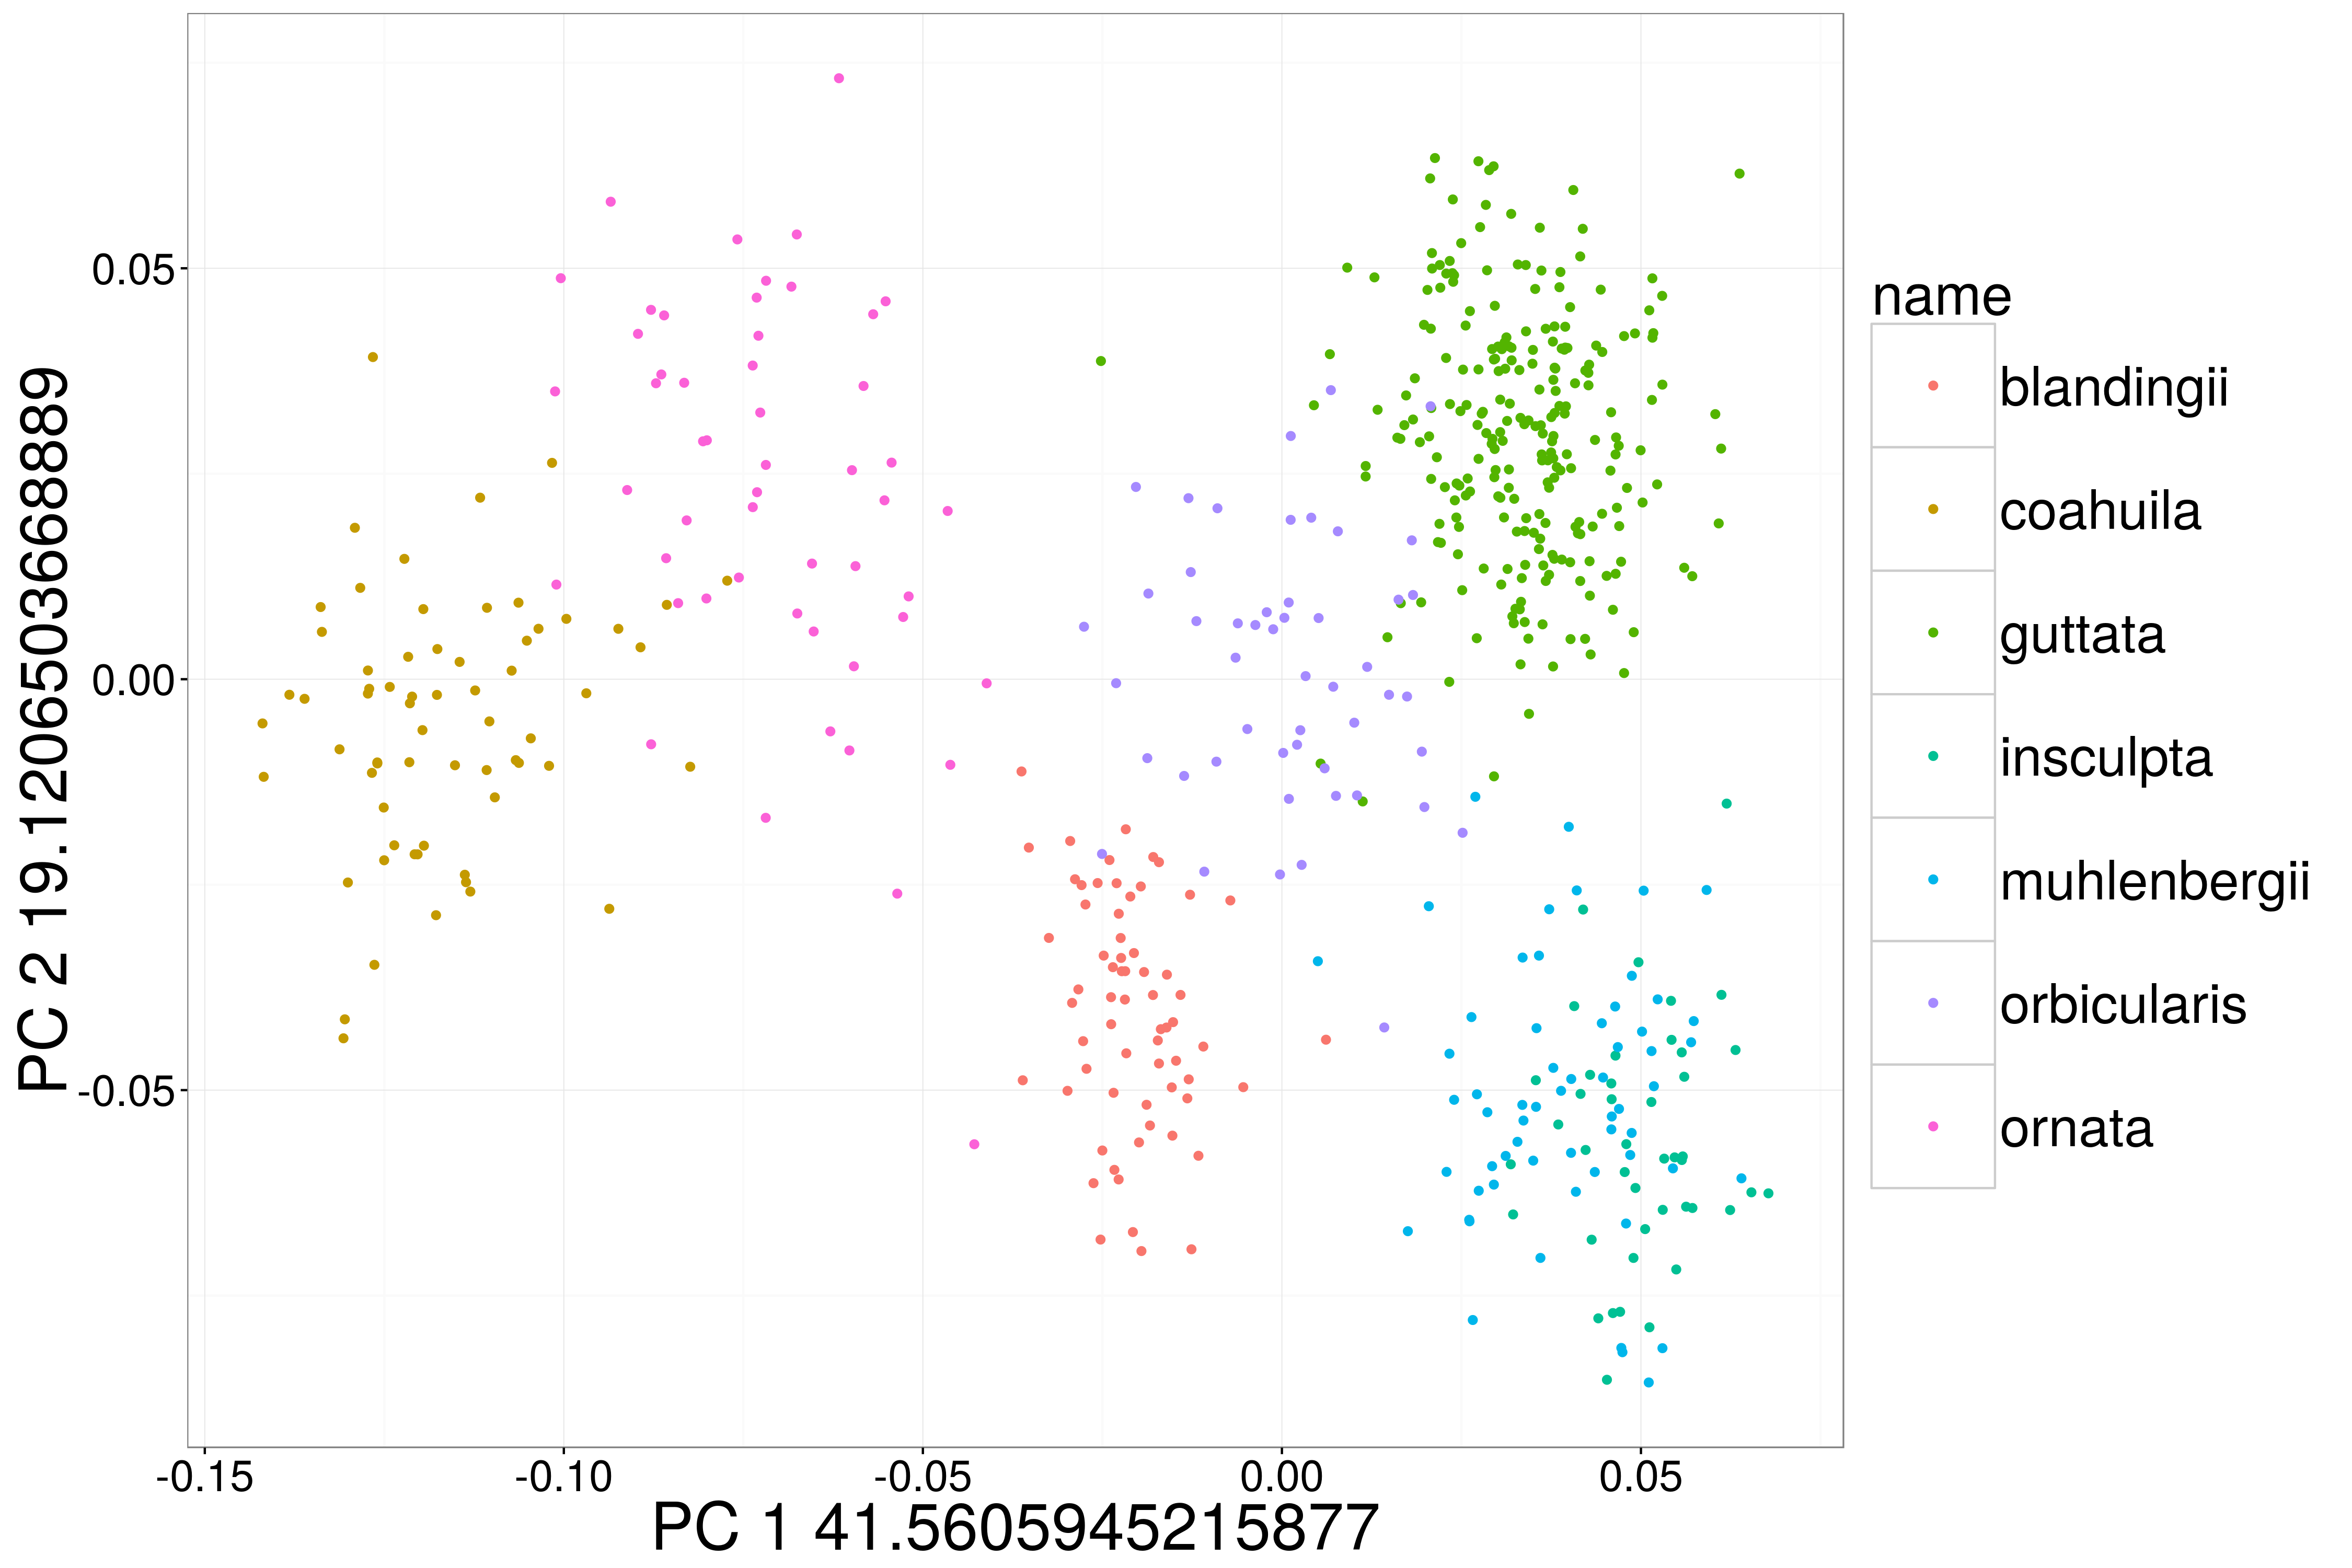 PC 2 19.1206503668889
0.05
0.00
-0.05
-0.15
-0.10
-0.05
0.00
0.05
PC 1 41.5605945215877
name
blandingii
coahuila
guttata
insculpta
muhlenbergii
orbicularis
ornata